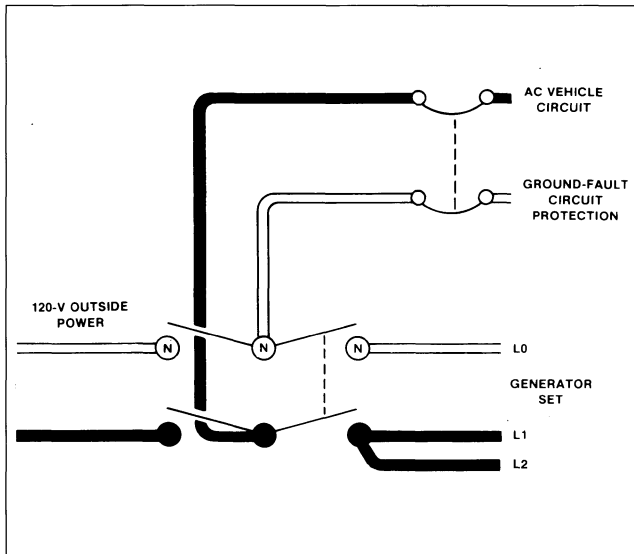 AC VEHICLE
CIRCUIT
GROUND-FAULT
CIRCUIT
PROTECTION
120-V OUTSIDE
POWER
N
N
N
L0
GENERATOR
SET
L1
L2